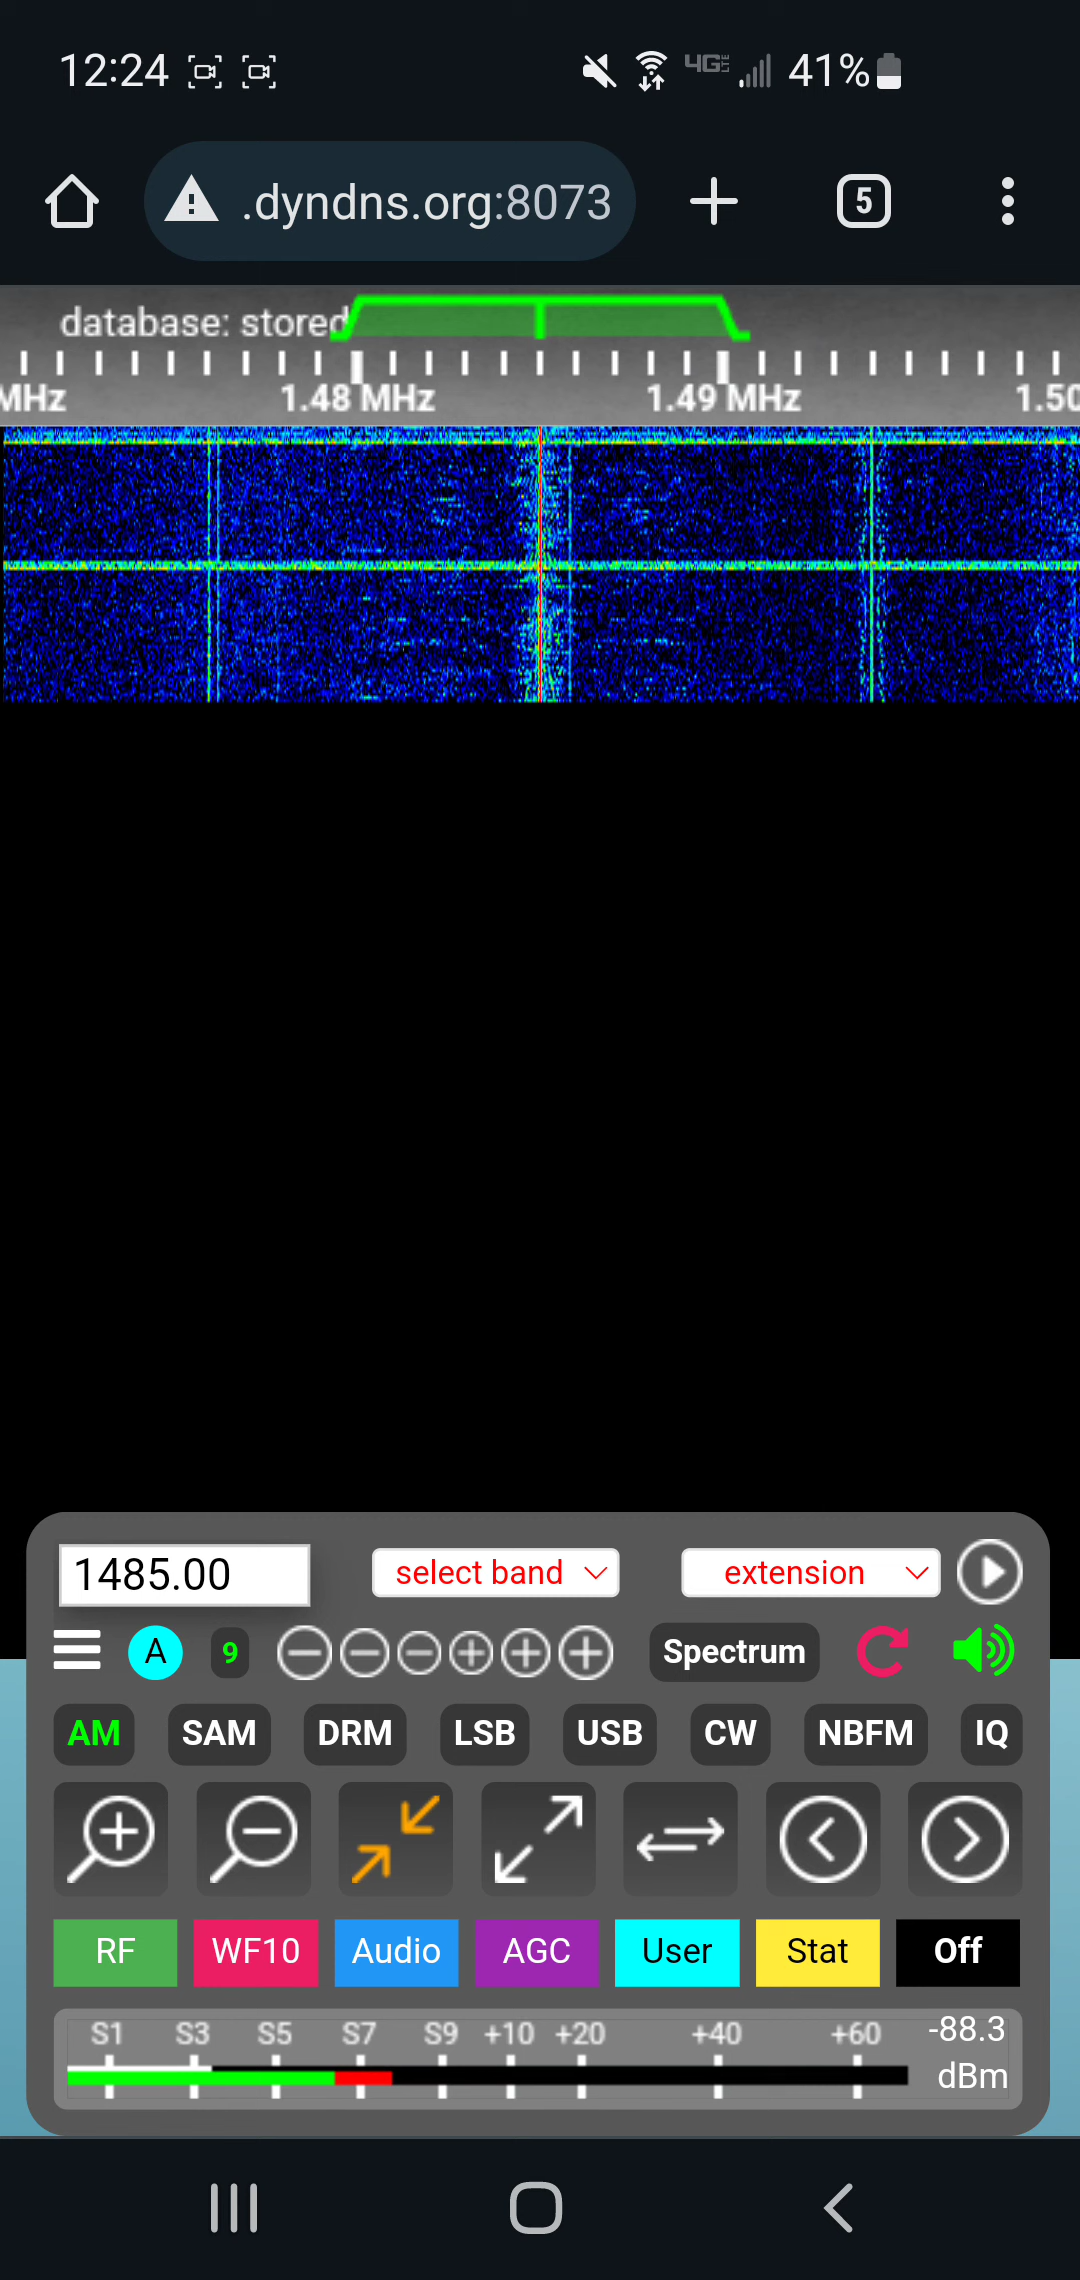 12:24 4G LTE 41%
.dyndns.org:8073 5
database: stored
MHz 1.48 MHz 1.49 MHz 1.50
1485.00 select band extension
A 9 Spectrum
AM SAM DRM LSB USB CW NBFM IQ
RF WF10 Audio AGC User Stat Off
S1 S3 S5 S7 S9 +10 +20 +40 +60 -88.3
dBm